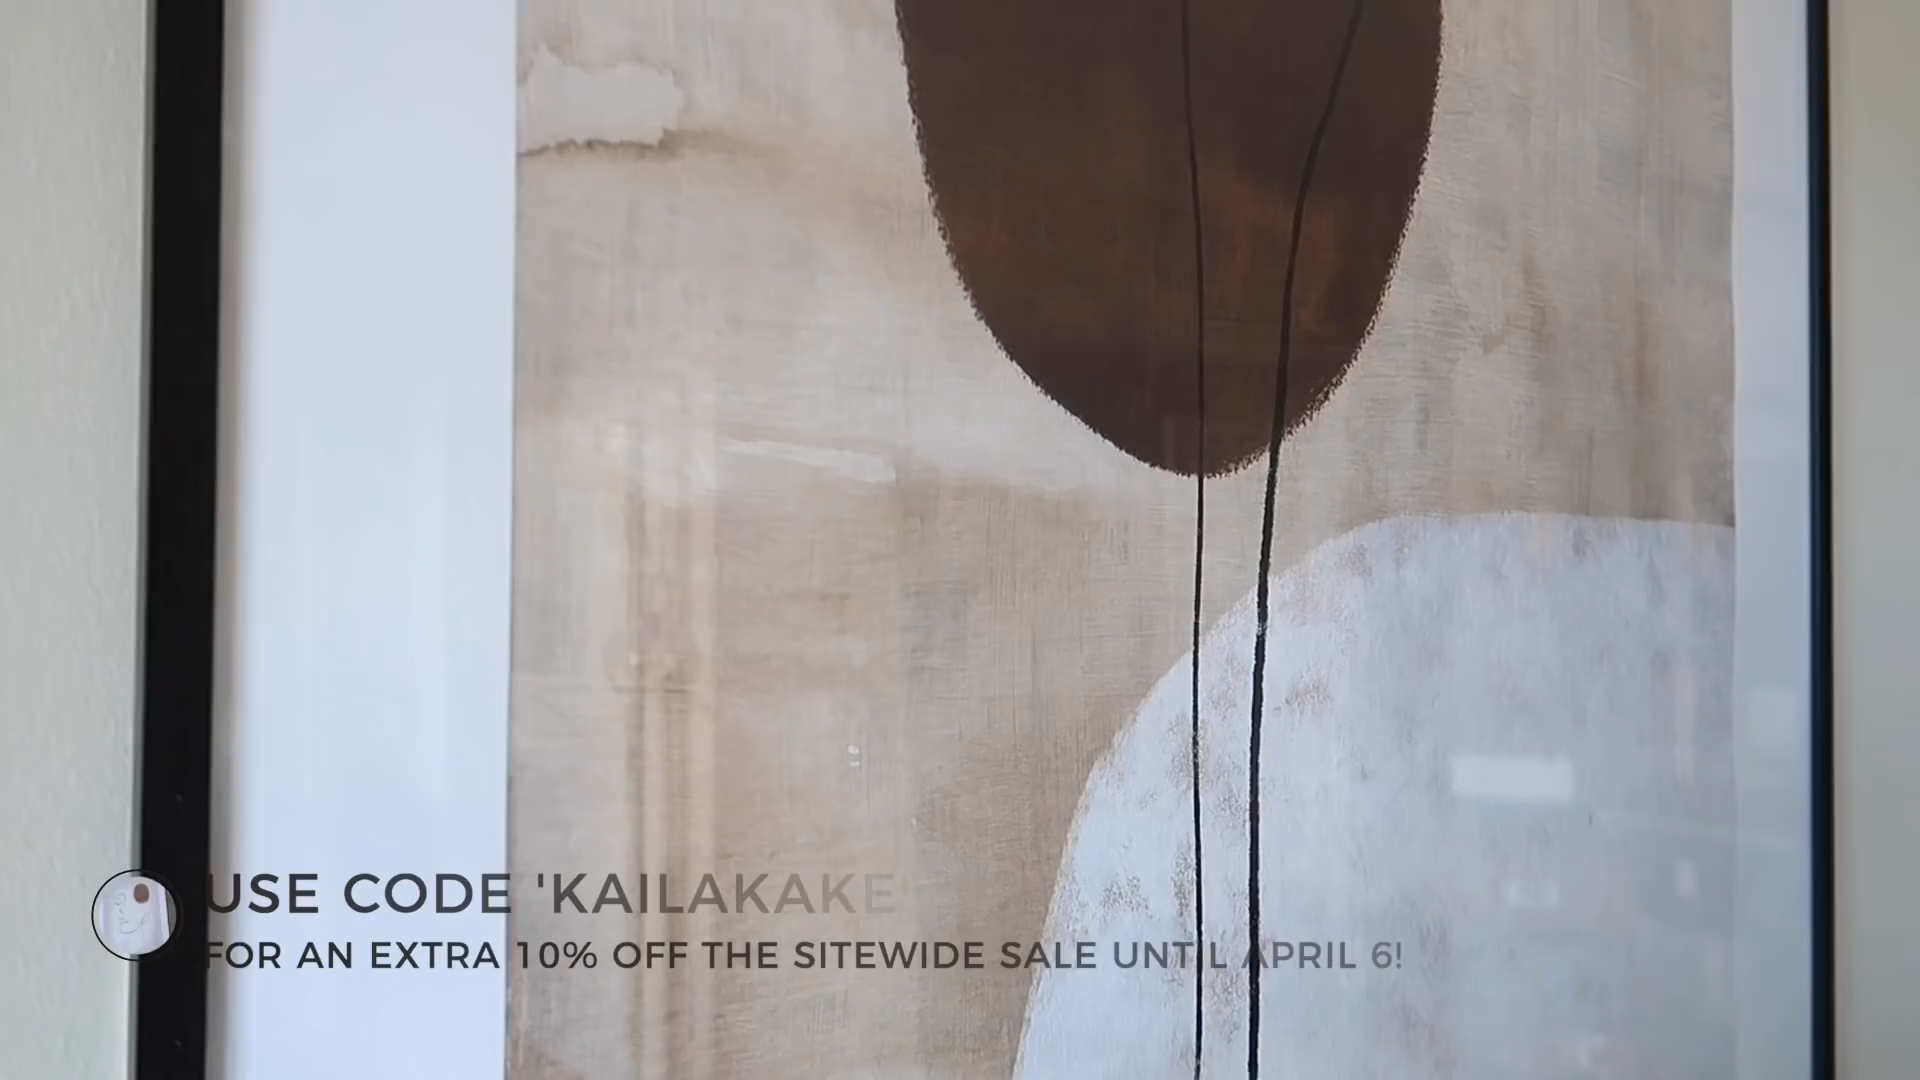 USE CODE 'KAILAKAKE
FOR AN EXTRA 10% OFF THE SITEWIDE SALE UNTIL APRIL 6!